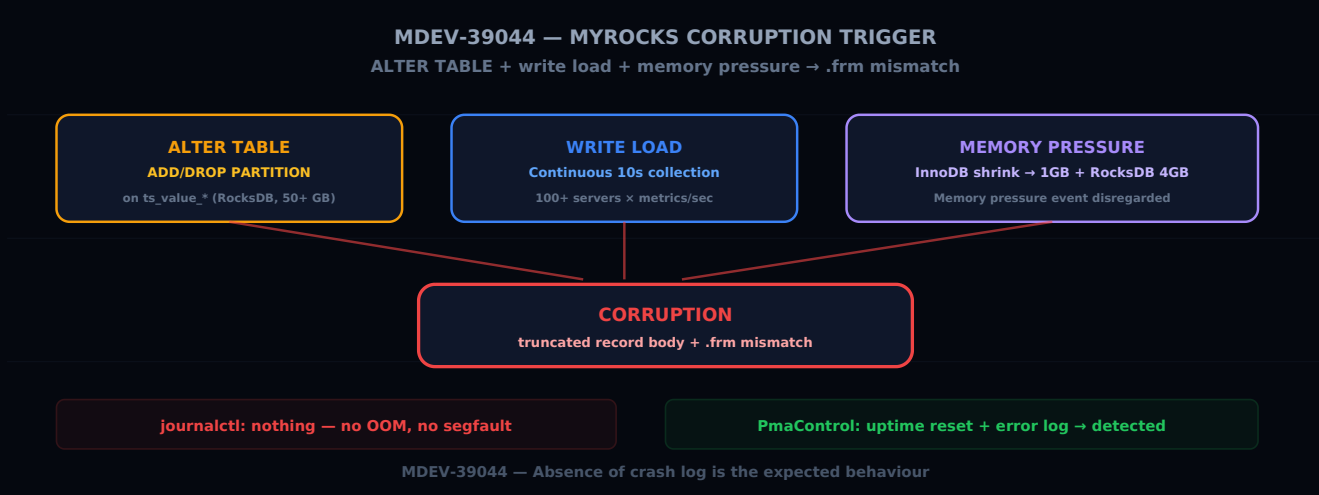 MDEV-39044 — MYROCKS CORRUPTION TRIGGER
ALTER TABLE + write load + memory pressure → .frm mismatch
ALTER TABLE
ADD/DROP PARTITION
on ts_value_* (RocksDB, 50+ GB)
WRITE LOAD
Continuous 10s collection
100+ servers × metrics/sec
MEMORY PRESSURE
InnoDB shrink → 1GB + RocksDB 4GB
Memory pressure event disregarded
CORRUPTION
truncated record body + .frm mismatch
journalctl: nothing — no OOM, no segfault
PmaControl: uptime reset + error log → detected
MDEV-39044 — Absence of crash log is the expected behaviour